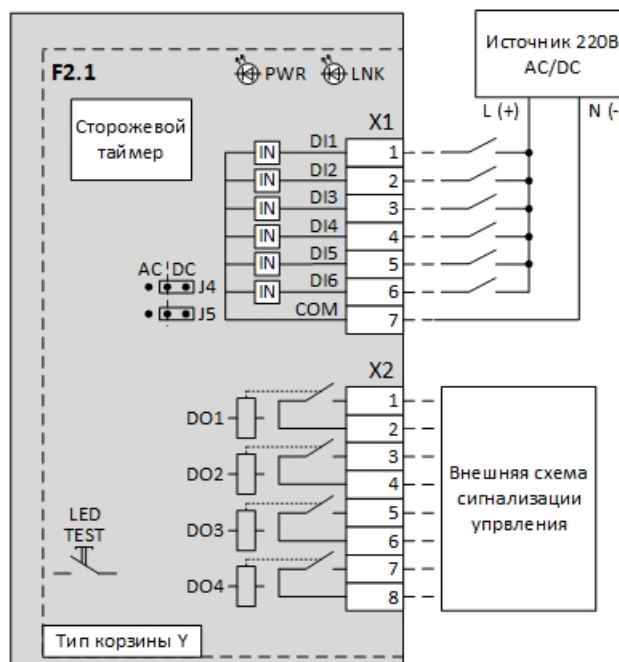 F2.1
PWR
LNK
Источник 220В
AC/DC
L (+)
N (-
Сторожевой
таймер
X1
IN DI1 1
IN DI2 2
IN DI3 3
IN DI4 4
IN DI5 5
IN DI6 6
COM 7
AC DC
J4
J5
X2
1
DO1
2
3
DO2
4
5
DO3
6
7
DO4
8
Внешняя схема
сигнализации
упрвления
LED
TEST
Тип корзины Y